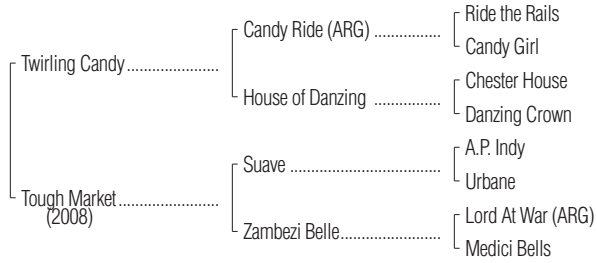 Ride the Rails
Candy Ride (ARG) ................
Candy Girl
Twirling Candy ......................
Chester House
House of Danzing ................
Danzing Crown
A.P. Indy
Suave ....................................
Urbane
Tough Market ........................
(2008)
Lord At War (ARG)
Zambezi Belle........................
Medici Bells